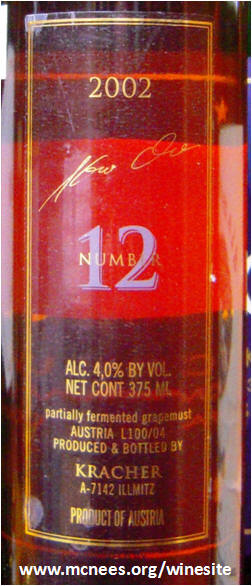 2002
NUMBER
12
ALC. 4,0% BY VOL.
NET CONT 375 ML
partially fermented grapemust
AUSTRIA L100/04
PRODUCED & BOTTLED BY
KRACHER
A-7142 ILLMITZ
PRODUCT OF AUSTRIA
www.mcnees.org/winesite